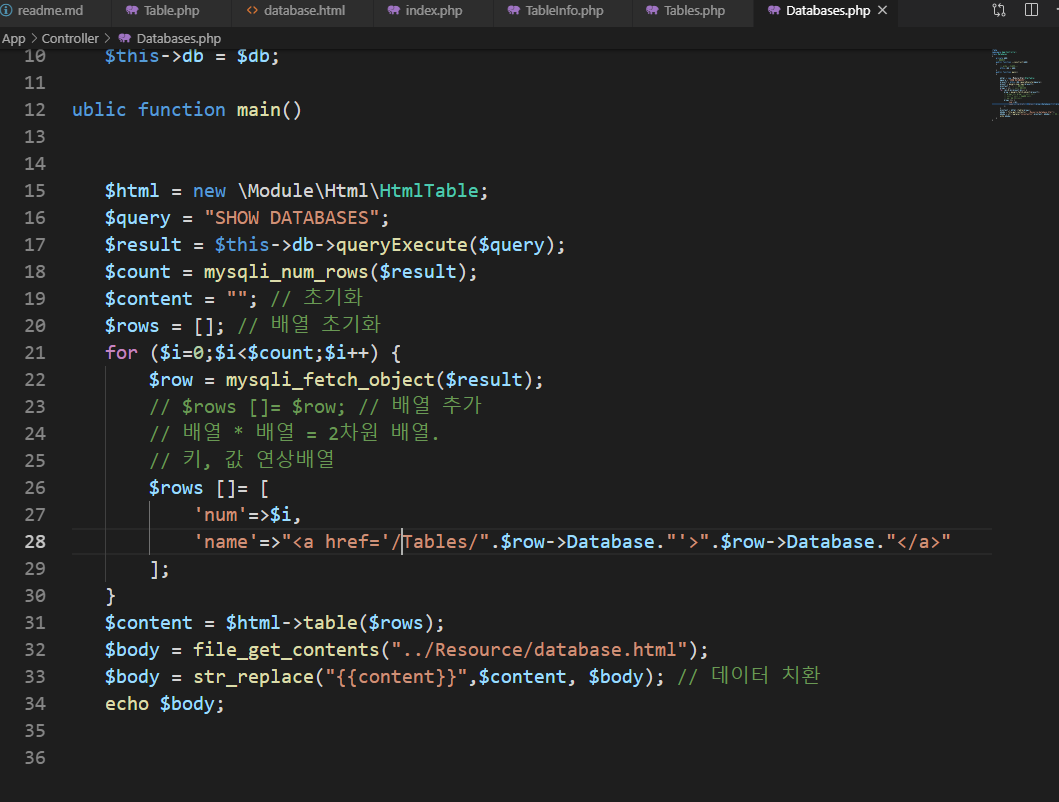 readme.md Table.php database.html index.php TableInfo.php Tables.php Databases.php
App > Controller > Databases.php
10 $this->db = $db;
11
12 ublic function main()
13
14
15 $html = new \Module\Html\HtmlTable;
16 $query = "SHOW DATABASES";
17 $result = $this->db->queryExecute($query);
18 $count = mysqli_num_rows($result);
19 $content = ""; // 초기화
20 $rows = []; // 배열 초기화
21 for ($i=0;$i<$count;$i++) {
22 $row = mysqli_fetch_object($result);
23 // $rows []= $row; // 배열 추가
24 // 배열 * 배열 = 2차원 배열.
25 // 키, 값 연상배열
26 $rows []= [
27 'num'=>$i,
28 'name'=>"<a href='/Tables/".$row->Database."'>".$row->Database."</a>"
29 ];
30 }
31 $content = $html->table($rows);
32 $body = file_get_contents("../Resource/database.html");
33 $body = str_replace("{{content}}",$content, $body); // 데이터 치환
34 echo $body;
35
36